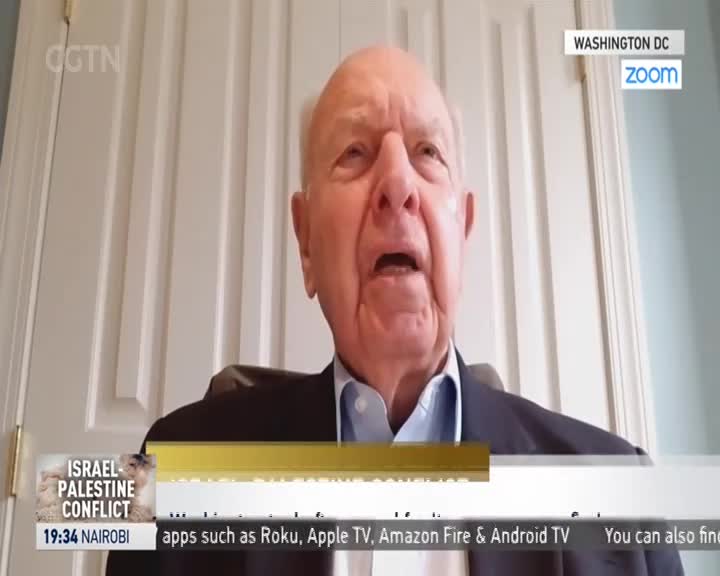 CGTN
WASHINGTON DC
zoom
ISRAEL-
PALESTINE
CONFLICT
19:34 NAIROBI
apps such as Roku, Apple TV, Amazon Fire & Android TV You can also find